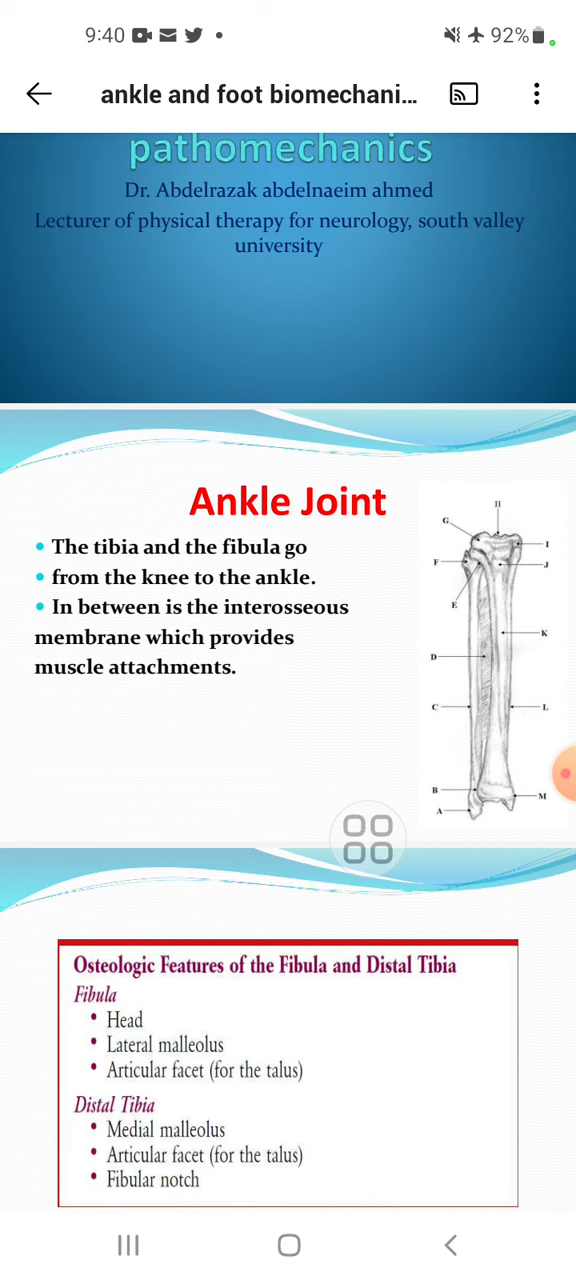 9:40
92%
ankle and foot biomechani...
pathomechanics
Dr. Abdelrazak abdelnaeim ahmed
Lecturer of physical therapy for neurology, south valley
university
Ankle Joint
• The tibia and the fibula go
• from the knee to the ankle.
• In between is the interosseous
membrane which provides
muscle attachments.
H
G
I
F
J
E
K
D
C
L
B
M
A
Osteologic Features of the Fibula and Distal Tibia
Fibula
• Head
• Lateral malleolus
• Articular facet (for the talus)
Distal Tibia
• Medial malleolus
• Articular facet (for the talus)
• Fibular notch